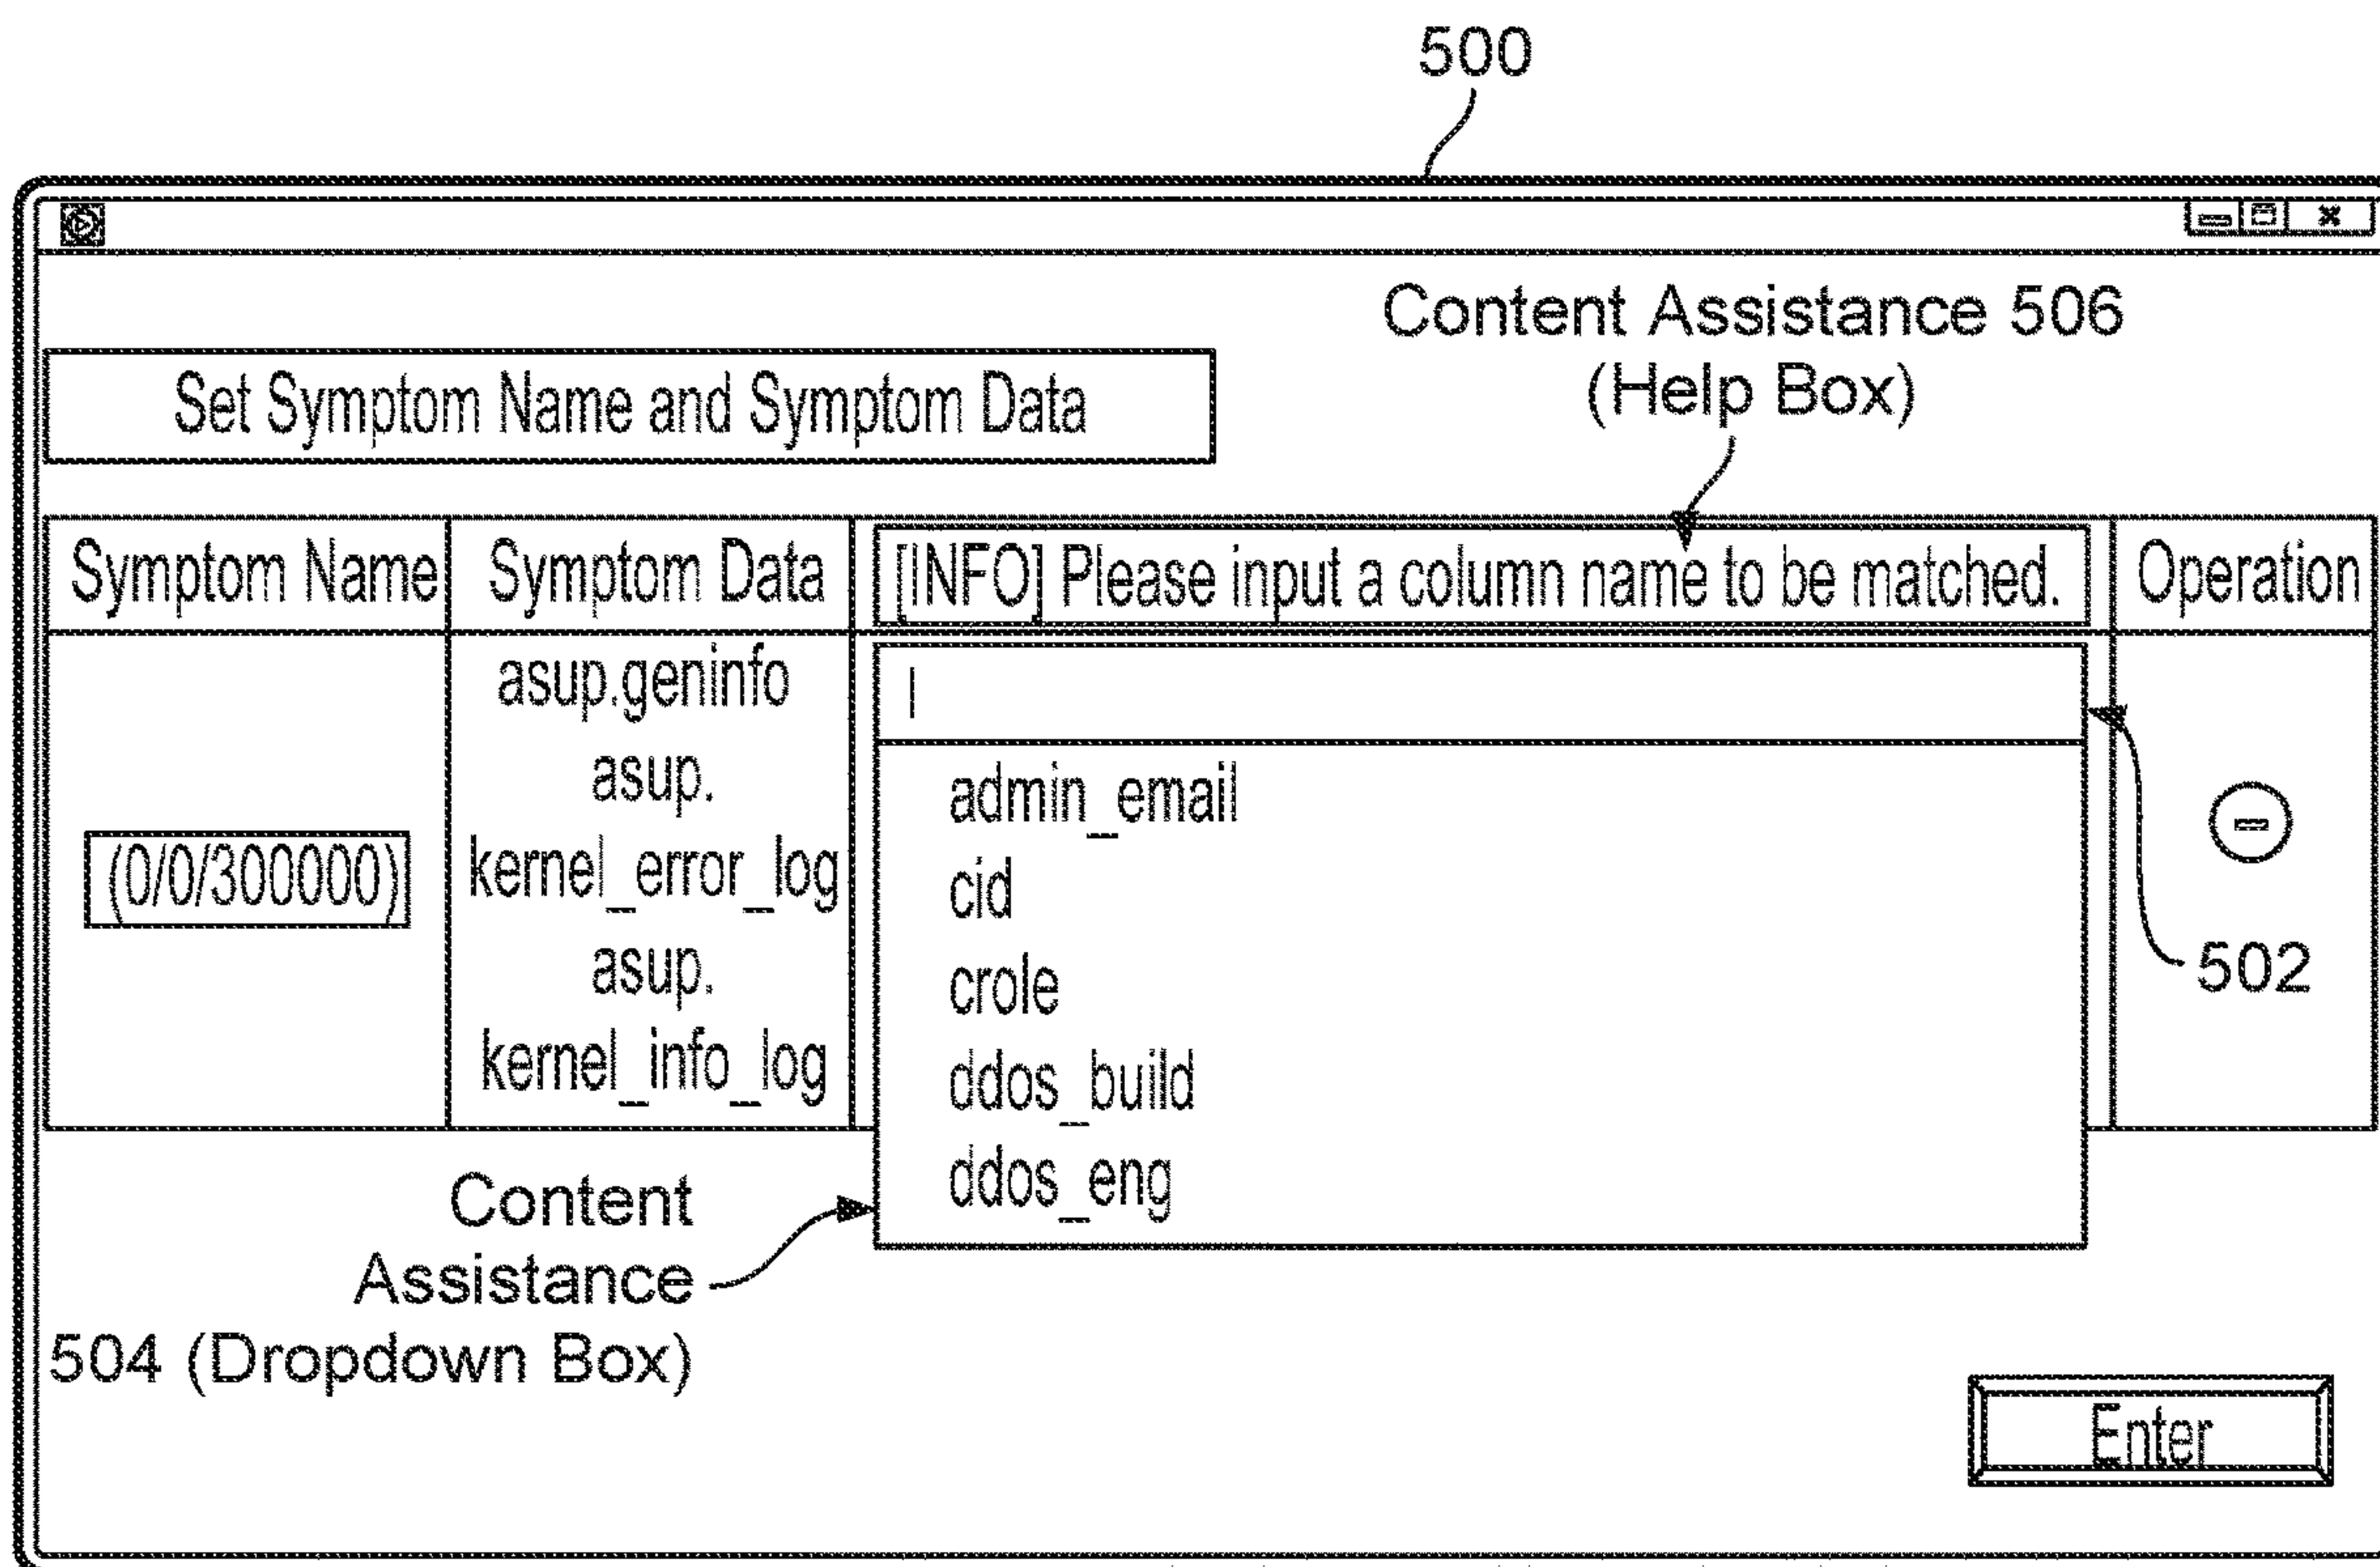 500
Content Assistance 506
(Help Box)
Set Symptom Name and Symptom Data
Symptom Name
Symptom Data
[INFO] Please input a column name to be matched.
Operation
(0/0/300000)
asup.geninfo
asup.
kernel_error_log
asup.
kernel_info_log
admin_email
cid
crole
ddos_build
ddos_eng
502
Content
Assistance
504 (Dropdown Box)
Enter